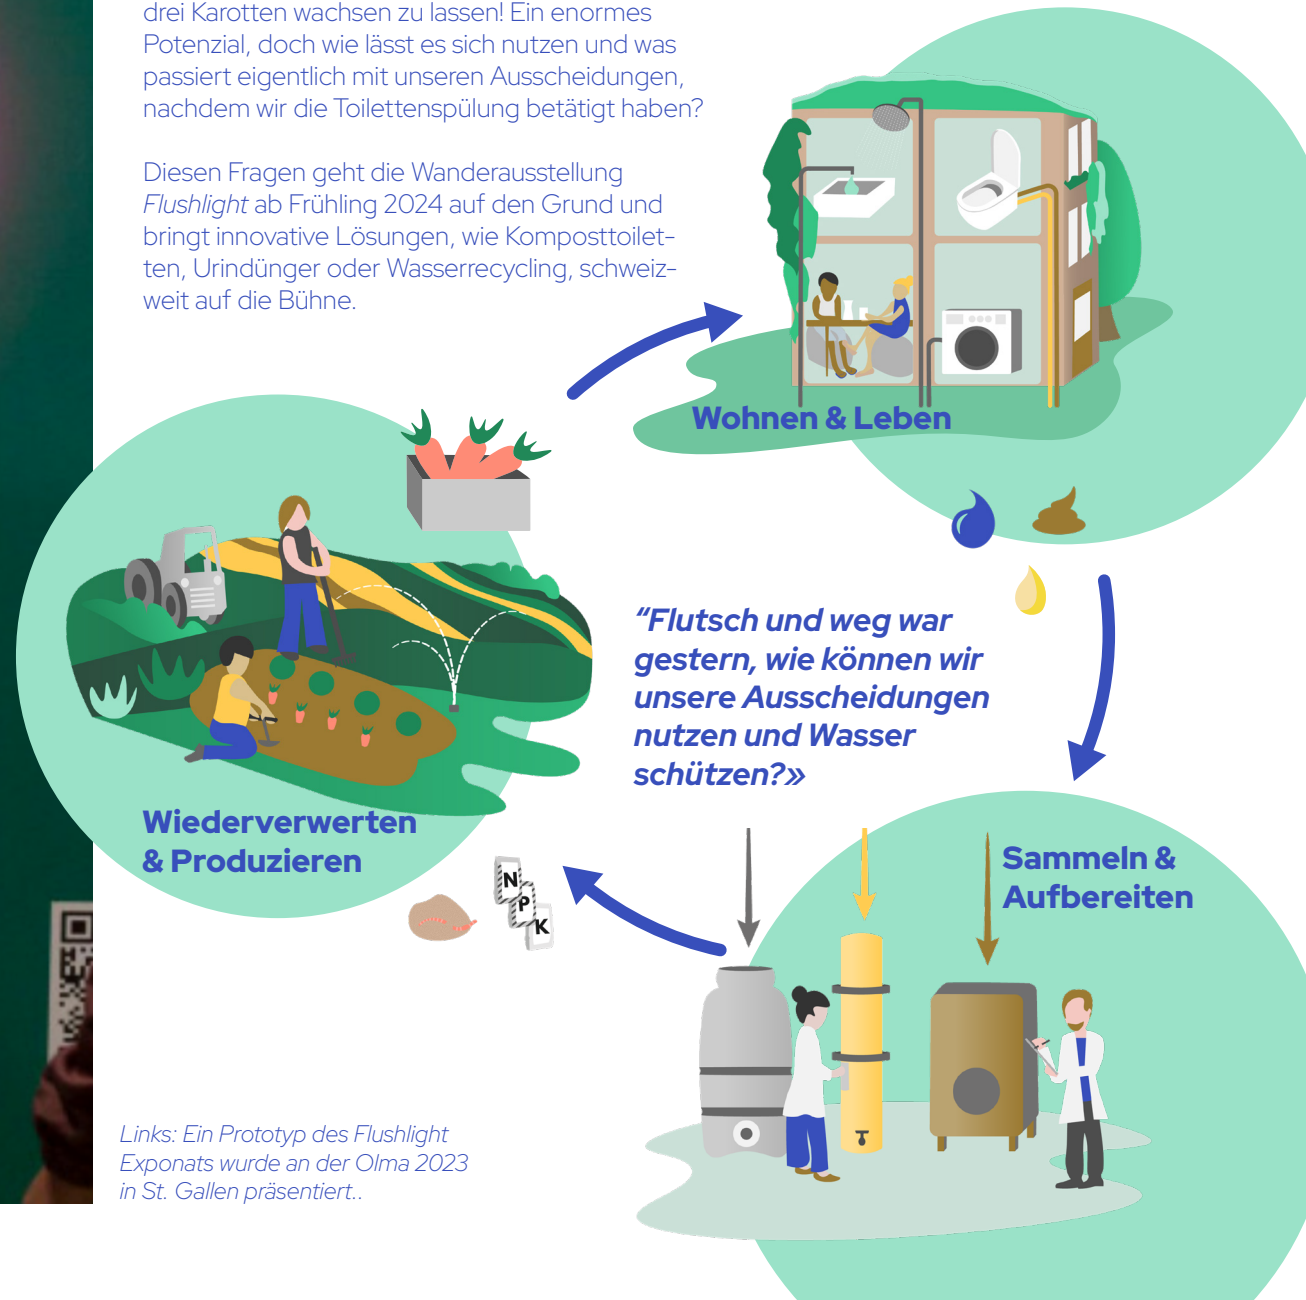 drei Karotten wachsen zu lassen! Ein enormes
Potenzial, doch wie lässt es sich nutzen und was
passiert eigentlich mit unseren Ausscheidungen,
nachdem wir die Toilettenspülung betätigt haben?
Diesen Fragen geht die Wanderausstellung
Flushlight ab Frühling 2024 auf den Grund und
bringt innovative Lösungen, wie Komposttoilet-
ten, Urindünger oder Wasserrecycling, schweiz-
weit auf die Bühne.
Wohnen & Leben
“Flutsch und weg war
gestern, wie können wir
unsere Ausscheidungen
nutzen und Wasser
schützen?»
Wiederverwerten
& Produzieren
Sammeln &
Aufbereiten
N
P
K
Links: Ein Prototyp des Flushlight
Exponats wurde an der Olma 2023
in St. Gallen präsentiert..